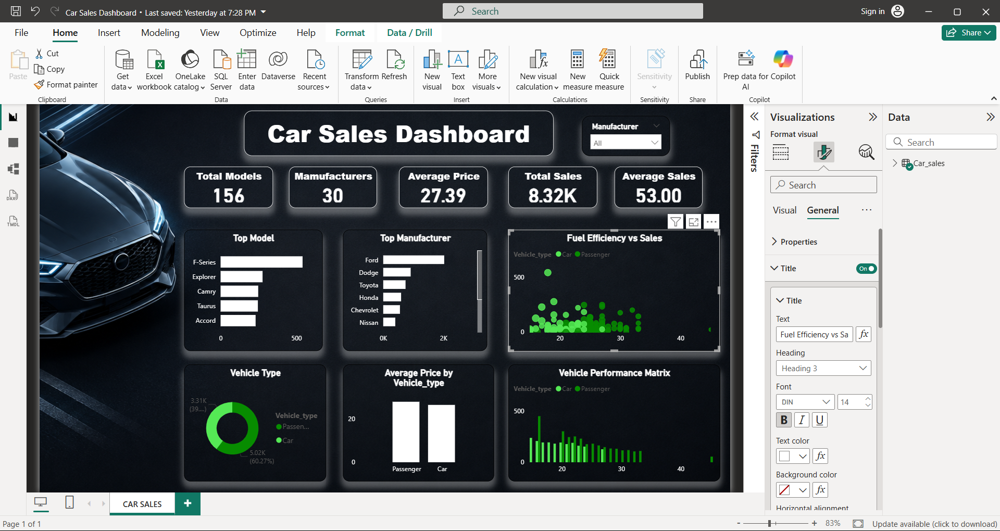 Car Sales Dashboard • Last saved: Yesterday at 7:28 PM
Search
Sign in
File
Home
Insert
Modeling
View
Optimize
Help
Format
Data / Drill
Share
Paste
Cut
Copy
Format painter
Clipboard
Get data
Excel workbook
OneLake catalog
SQL Server
Enter data
Dataverse
Recent sources
Data
Transform data
Refresh
Queries
New visual
Text box
More visuals
Insert
New visual calculation
New measure
Quick measure
Calculations
Sensitivity
Sensitivity
Publish
Share
Prep data for AI
Copilot
Copilot
DAX
TMDL
Car Sales Dashboard
Manufacturer
All
Total Models
156
Mamufacturers
30
Average Price
27.39
Total Sales
8.32K
Average Sales
53.00
Top Model
F-Series
Explorer
Camry
Taurus
Accord
0
500
Top Manufacturer
Ford
Dodge
Toyota
Honda
Chevrolet
Nissan
0K
2K
Fuel Efficiency vs Sales
Vehicle_type Car Passenger
500
0
20
30
40
Vehicle Type
3.31K
(39....)
5.02K
(60.27%)
Vehicle_type
Passen...
Car
Average Price by
Vehicle_type
20
0
Passenger
Car
Vehicle Performance Matrix
Vehicle_type Car Passenger
500
0
20
30
40
Filters
Visualizations
Format visual
Search
Visual
General
...
Properties
Title
On
Title
Text
Fuel Efficiency vs Sa
fx
Heading
Heading 3
Font
DIN
14
B
I
U
Text color
fx
Background color
fx
Horizontal alignment
Data
Search
Car_sales
CAR SALES
+
Page 1 of 1
-
+
83%
Update available (click to download)